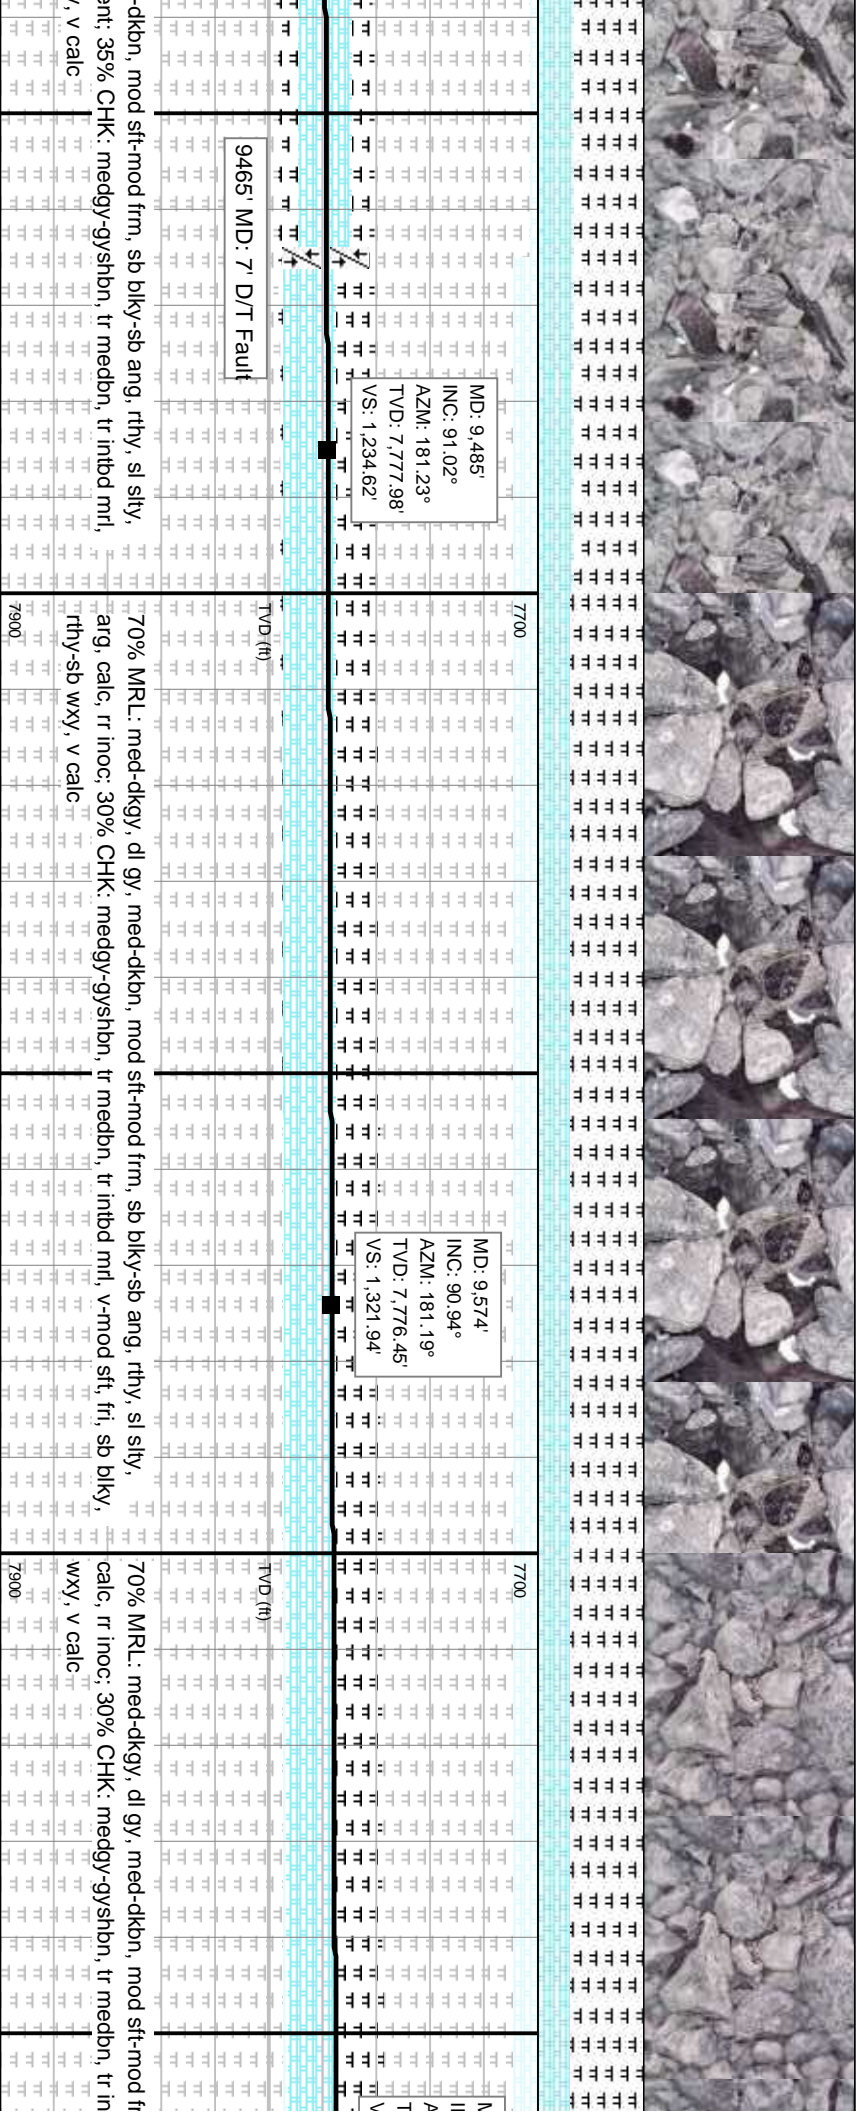 -dkbn, mod sft-mod frm, sb blky-sb ang, rthy, sl slty,
ent; 35% CHK: medgy-gyshbn, tr medbn, tr intbd mrl,
v calc
9465' MD: 7' D/T Fault
MD: 9,485'
INC: 91.02°
AZM: 181.23°
TVD: 7,777.98'
VS: 1,234.62'
7700
TVD (ft)
7900
70% MRL: med-dkgy, dl gy, med-dkbn, mod sft-mod frm, sb blky-sb ang, rthy, sl slty,
arg, calc, rr inoc; 30% CHK: medgy-gyshbn, tr medbn, tr intbd mrl, v-mod sft, fri, sb blky,
rthy-sb wxy, v calc
MD: 9,574'
INC: 90.94°
AZM: 181.19°
TVD: 7,776.45'
VS: 1,321.94'
7700
TVD (ft)
7900
70% MRL: med-dkgy, dl gy, med-dkbn, mod sft-mod fr
calc, rr inoc; 30% CHK: medgy-gyshbn, tr medbn, tr in
wxy, v calc